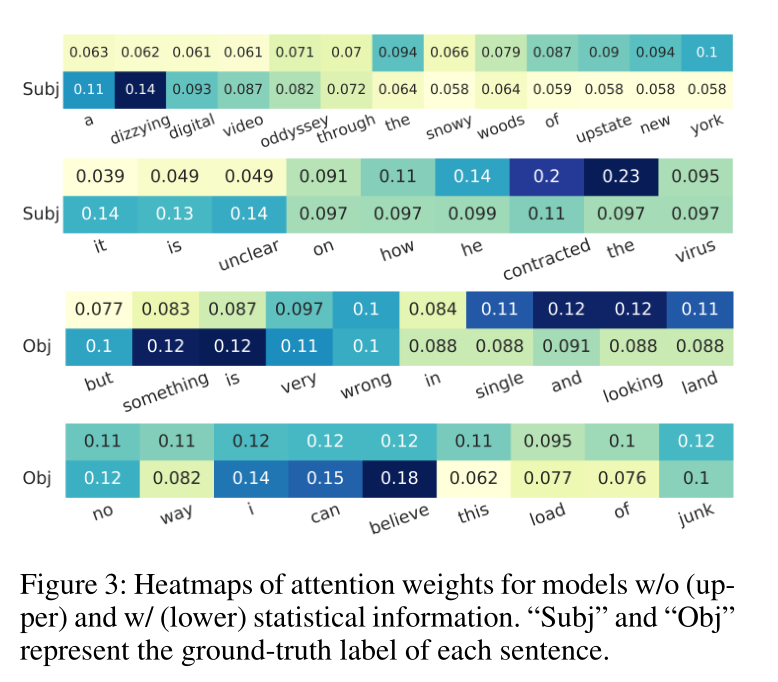 0.063 0.062 0.061 0.061 0.071 0.07 0.094 0.066 0.079 0.087 0.09 0.094 0.1
Subj 0.11 0.14 0.093 0.087 0.082 0.072 0.064 0.058 0.064 0.059 0.058 0.058 0.058
a dizzying digital video oddyssey through the snowy woods of upstate new york
0.039 0.049 0.049 0.091 0.11 0.14 0.2 0.23 0.095
Subj 0.14 0.13 0.14 0.097 0.097 0.099 0.11 0.097 0.097
it is unclear on how he contracted the virus
0.077 0.083 0.087 0.097 0.1 0.084 0.11 0.12 0.12 0.11
Obj 0.1 0.12 0.12 0.11 0.1 0.088 0.088 0.091 0.088 0.088
but something is very wrong in single and looking land
0.11 0.11 0.12 0.12 0.12 0.11 0.095 0.1 0.12
Obj 0.12 0.082 0.14 0.15 0.18 0.062 0.077 0.076 0.1
no way i can believe this load of junk
Figure 3: Heatmaps of attention weights for models w/o (up-
per) and w/ (lower) statistical information. “Subj” and “Obj”
represent the ground-truth label of each sentence.